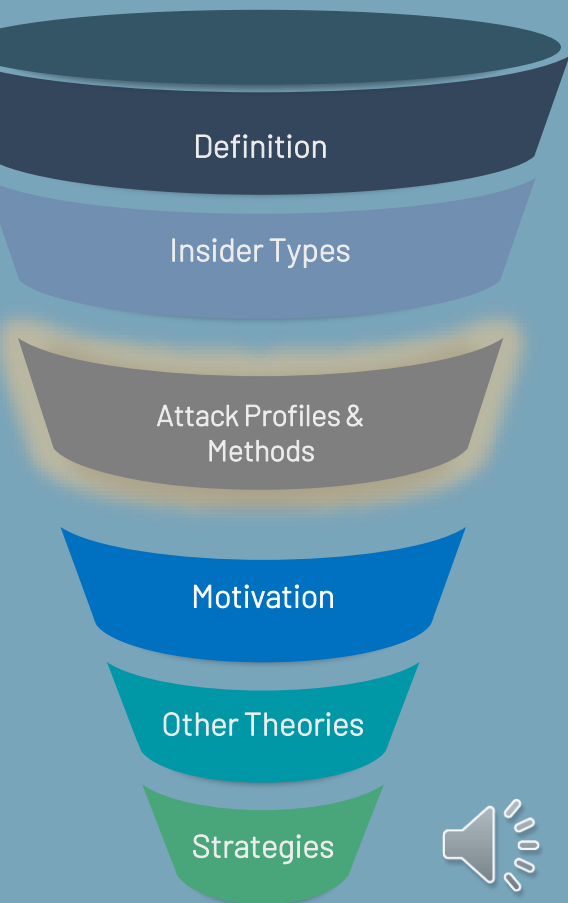 Definition
Insider Types
Attack Profiles &
Methods
Motivation
Other Theories
Strategies